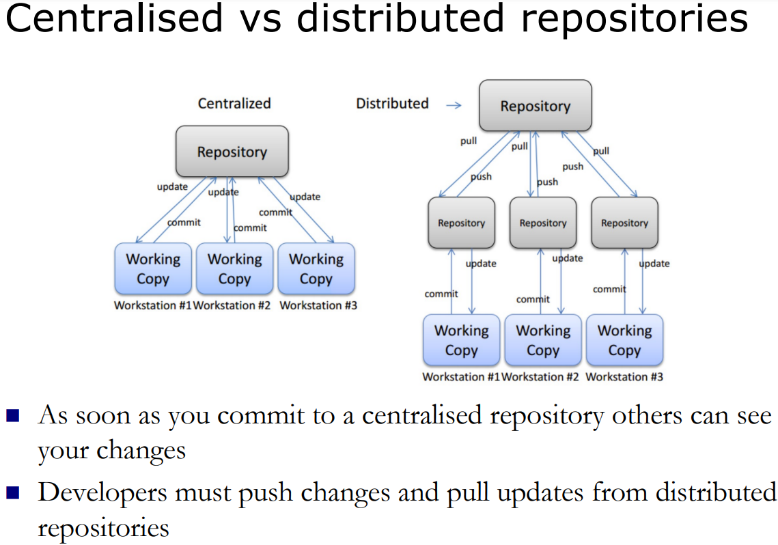 Centralised vs distributed repositories
Centralized
Repository
update
update
update
commit
commit
commit
Working
Copy
Working
Copy
Working
Copy
Workstation #1 Workstation #2 Workstation #3
Distributed
Repository
pull
pull
pull
push
push
push
Repository
Repository
Repository
update
update
update
commit
commit
commit
Working
Copy
Working
Copy
Working
Copy
Workstation #1 Workstation #2 Workstation #3
As soon as you commit to a centralised repository others can see
your changes
Developers must push changes and pull updates from distributed
repositories